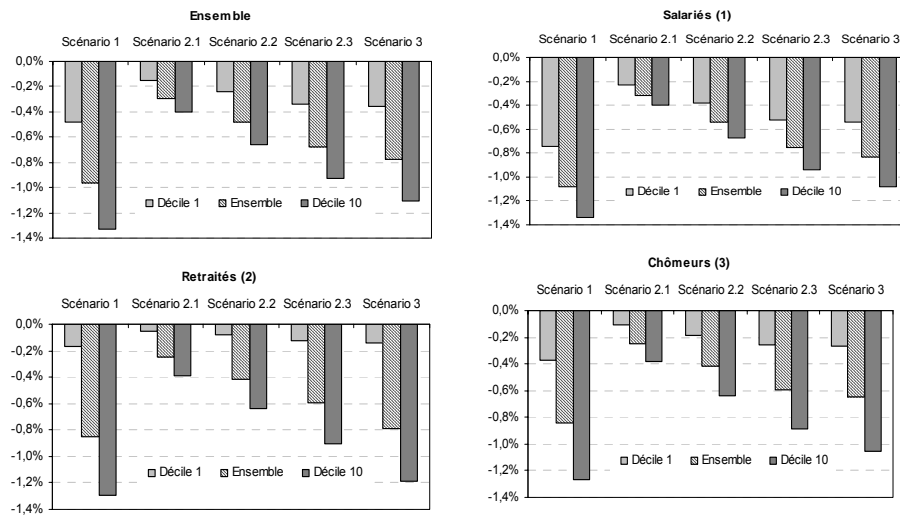 Ensemble
Scénario 1 Scénario 2.1 Scénario 2.2 Scénario 2.3 Scénario 3
0,0%
-0,2%
-0,4%
-0,6%
-0,8%
-1,0%
-1,2%
-1,4%
Décile 1 Ensemble Décile 10
Salariés (1)
Scénario 1 Scénario 2.1 Scénario 2.2 Scénario 2.3 Scénario 3
0,0%
-0,2%
-0,4%
-0,6%
-0,8%
-1,0%
-1,2%
-1,4%
Décile 1 Ensemble Décile 10
Retraités (2)
Scénario 1 Scénario 2.1 Scénario 2.2 Scénario 2.3 Scénario 3
0,0%
-0,2%
-0,4%
-0,6%
-0,8%
-1,0%
-1,2%
-1,4%
Décile 1 Ensemble Décile 10
Chômeurs (3)
Scénario 1 Scénario 2.1 Scénario 2.2 Scénario 2.3 Scénario 3
0,0%
-0,2%
-0,4%
-0,6%
-0,8%
-1,0%
-1,2%
-1,4%
Décile 1 Ensemble Décile 10